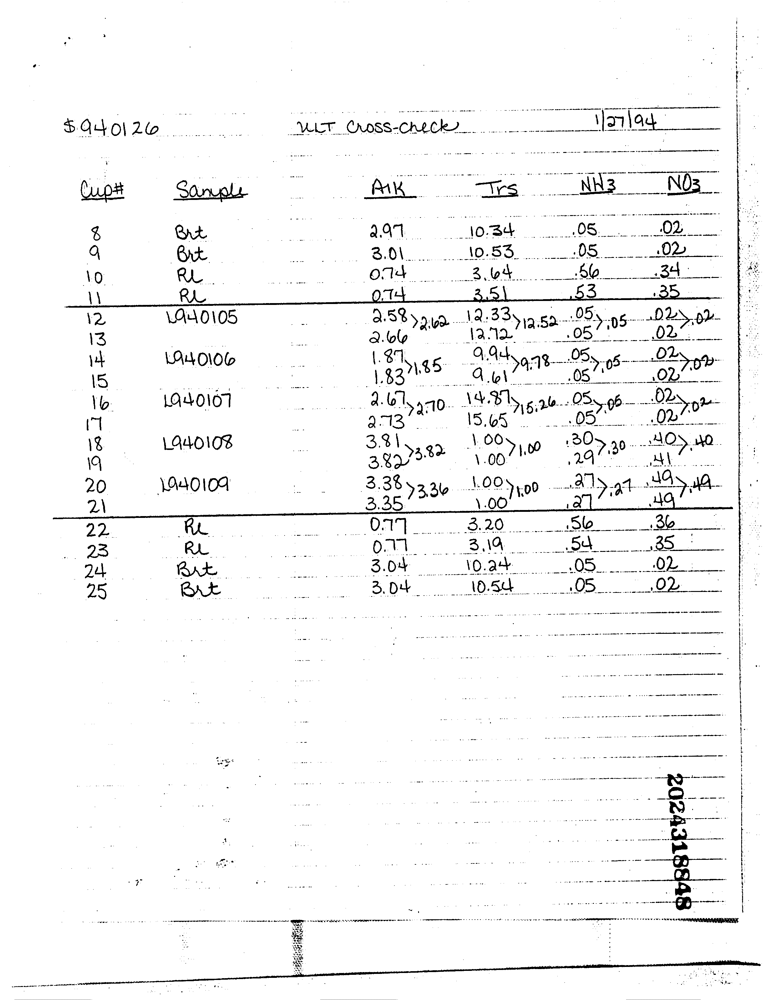 $940126 ULT Cross-check 1/27/94
Cup# Sample Alk Trs NH3 NO3
8 Brt 2.97 10.34 .05 .02
9 Brt 3.01 10.53 .05 .02
10 Rl 0.74 3.64 .56 .34
11 Rl 0.74 3.51 .53 .35
12 L940105 2.58 >2.62 12.33 >12.52 .05 >.05 .02 >.02
13 2.66 12.72 .05 .02
14 L940106 1.87 >1.85 9.94 >9.78 .05 >.05 .02 >.02
15 1.83 9.61 .05 .02
16 L940107 2.67 >2.70 14.87 >15.26 .05 >.05 .02 >.02
17 2.73 15.65 .05 .02
18 L940108 3.81 >3.82 1.00 >1.00 .30 >.30 .40 >.40
19 3.82 1.00 .29 .41
20 L940109 3.38 >3.36 1.00 >1.00 .27 >.27 .49 >.49
21 3.35 1.00 .27 .49
22 Rl 0.77 3.20 .56 .36
23 Rl 0.77 3.19 .54 .35
24 Brt 3.04 10.24 .05 .02
25 Brt 3.04 10.54 .05 .02
2024318848